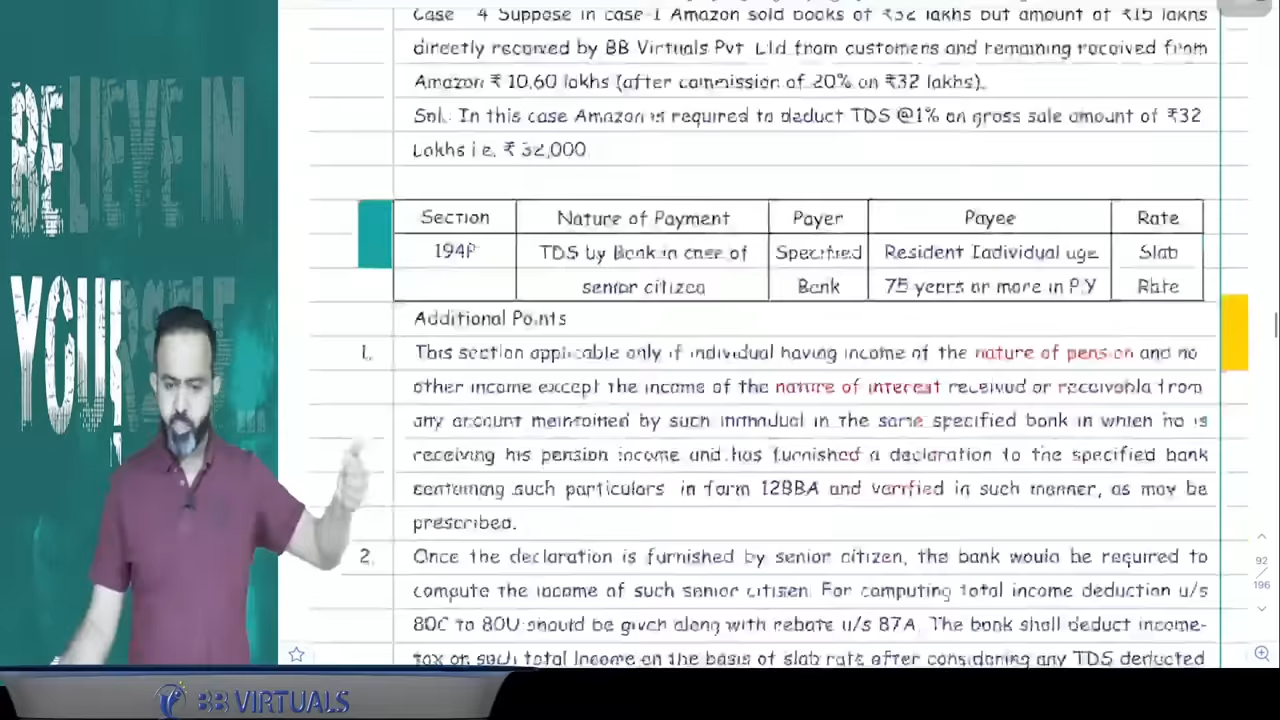 BELIEVE IN
Case 4 Suppose in case-1 Amazon sold books of ₹32 lakhs but amount of ₹15 lakhs
directly received by BB Virtuals Pvt Ltd from customers and remaining received from
Amazon ₹ 10.60 lakhs (after commission of 20% on ₹32 lakhs).
Sol: In this case Amazon is required to deduct TDS @1% on gross sale amount of ₹32
Lakhs i.e. ₹ 32,000
Section Nature of Payment Payer Payee Rate
194P TDS by Bank in case of Specified Resident Individual age Slab
senior citizen Bank 75 years or more in P.Y Rate
Additional Points
1. This section applicable only if individual having income of the nature of pension and no
other income except the income of the nature of interest received or receivable from
any account maintained by such individual in the same specified bank in which he is
receiving his pension income and has furnished a declaration to the specified bank
containing such particulars in form 12BBA and verified in such manner, as may be
prescribed.
2. Once the declaration is furnished by senior citizen, the bank would be required to
compute the income of such senior citizen. For computing total income deduction u/s
80C to 80U should be given along with rebate u/s 87A. The bank shall deduct income-
tax on such total Income on the basis of slab rate after considering any TDS deducted
92
196
BB VIRTUALS